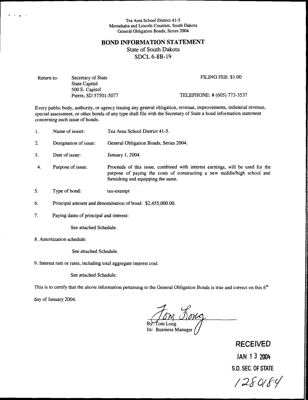 Tea Area School District 41-5
Minnehaha and Lincoln Counties, South Dakota
General Obligation Bonds, Series 2004
BOND INFORMATION STATEMENT
State of South Dakota
SDCL 6-8B-19
Return to: Secretary of State FILING FEE: $1.00
State Capitol
500 E. Capitol
Pierre, SD 57501-5077 TELEPHONE: # (605) 773-3537
Every public body, authority, or agency issuing any general obligation, revenue, improvements, industrial revenue,
special assessment, or other bonds of any type shall file with the Secretary of State a bond information statement
concerning each issue of bonds.
1. Name of issuer: Tea Area School District 41-5.
2. Designation of issue: General Obligation Bonds, Series 2004.
3. Date of issue: January 1, 2004.
4. Purpose of issue: Proceeds of this issue, combined with interest earnings, will be used for the
purpose of paying the costs of constructing a new middle/high school and
furnishing and equipping the same.
5. Type of bond: tax-exempt
6. Principal amount and denomination of bond: $2,455,000.00.
7. Paying dates of principal and interest:
See attached Schedule.
8. Amortization schedule:
See attached Schedule.
9. Interest rate or rates, including total aggregate interest cost:
See attached Schedule.
This is to certify that the above information pertaining to the General Obligation Bonds is true and correct on this 6th
day of January 2004.
Tom Long
By: Tom Long
Its: Business Manager
RECEIVED
JAN 13 2004
S.D. SEC. OF STATE
1280184